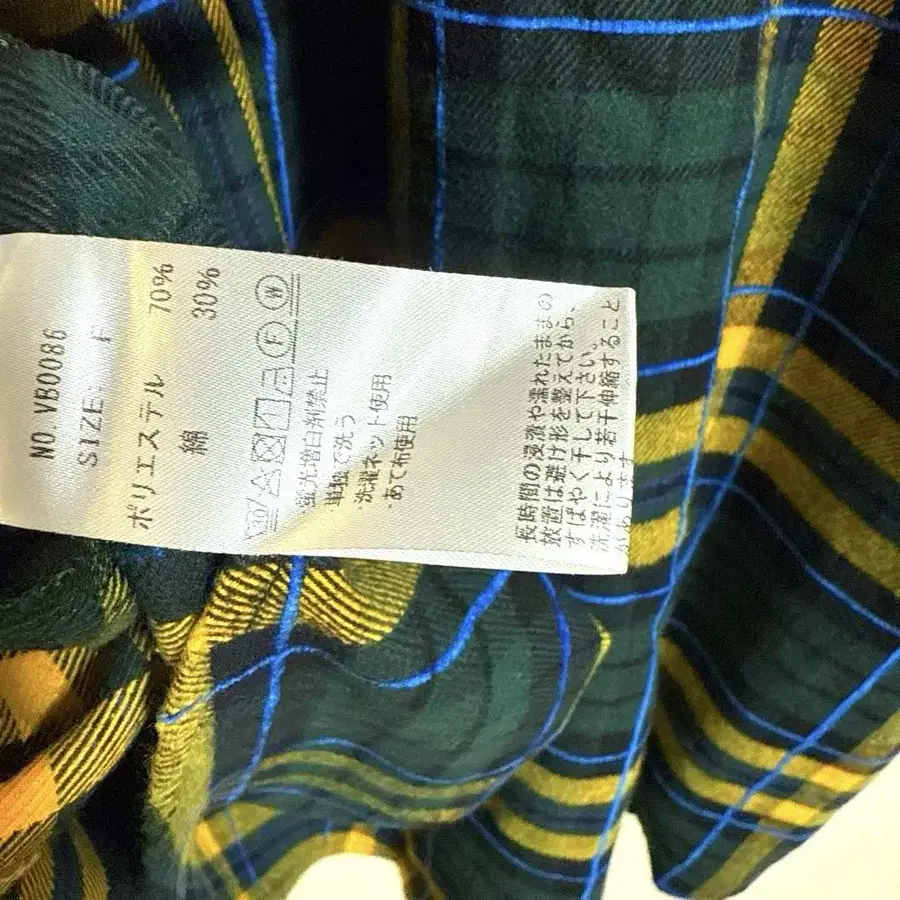 NO.VB0086
SIZE: F
ポリエステル 70%
綿 30%
40
F W
蛍光増白剤禁止
単独で洗う
・洗濯ネット使用
・あて布使用
長時間の浸漬や濡れたままの
放置は避け形を整えてから、
すばやく干して下さい。
洗濯により若干伸縮すること
があります